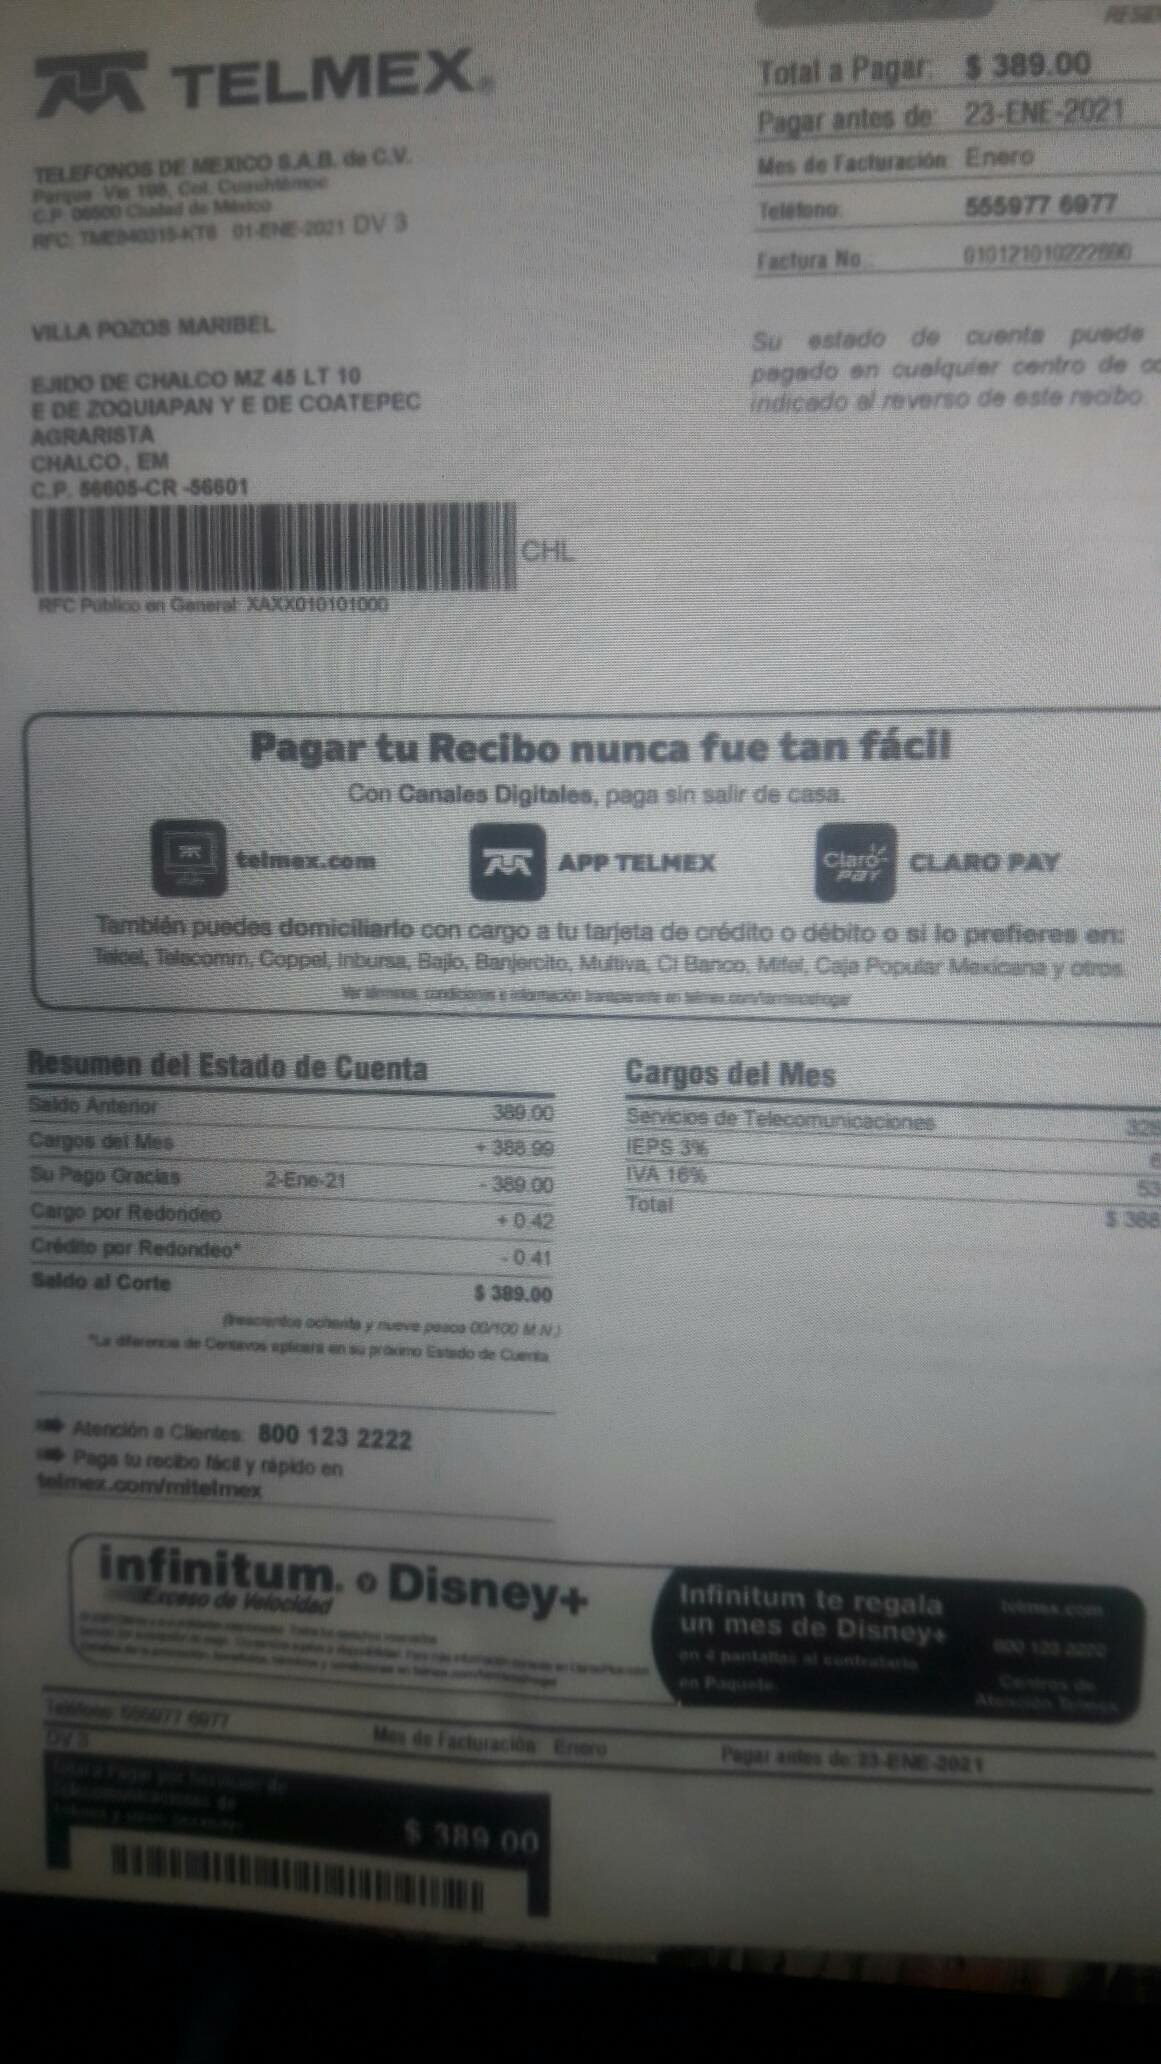 TELMEX
TELEFONOS DE MEXICO S.A.B. de C.V.
Parque Vía 198, Col. Cuauhtémoc
C.P. 06500 Ciudad de México
RFC: TME840315-KT6 01-ENE-2021 DV 3
Total a Pagar: $ 389.00
Pagar antes de: 23-ENE-2021
Mes de Facturación: Enero
Teléfono: 555977 6977
Factura No.:
VILLA POZOS MARIBEL
EJIDO DE CHALCO MZ 45 LT 10
E DE ZOQUIAPAN Y E DE COATEPEC
AGRARISTA
CHALCO, EM
C.P. 56605-CR -56601
Su estado de cuenta puede
pagado en cualquier centro de
indicado al reverso de este recibo
CHL
RFC Público en General: XAXX010101000
Pagar tu Recibo nunca fue tan fácil
Con Canales Digitales, paga sin salir de casa.
telmex.com
APP TELMEX
Claro pay CLARO PAY
También puedes domiciliarlo con cargo a tu tarjeta de crédito o débito o si lo prefieres en:
Telcel, Telecomm, Coppel, Inbursa, Bajío, Banjercito, Multiva, CI Banco, Mifel, Caja Popular Mexicana y otros.
Ver términos, condiciones e información transparente en
Resumen del Estado de Cuenta
Saldo Anterior 389.00
Cargos del Mes + 388.99
Su Pago Gracias 2-Ene-21 - 389.00
Cargo por Redondeo + 0.42
Crédito por Redondeo* - 0.41
Saldo al Corte $ 389.00
(trescientos ochenta y nueve pesos 00/100 M.N.)
*La diferencia de Centavos aplicará en su próximo Estado de Cuenta
Cargos del Mes
Servicios de Telecomunicaciones
IEPS 3% 6
IVA 16% 53
Total $ 388
Atención a Clientes: 800 123 2222
Paga tu recibo fácil y rápido en
telmex.com/mitelmex
infinitum. Disney+
Exceso de Velocidad
Infinitum te regala
un mes de Disney+
en 4 pantallas al contratarlo
en Paquete.
telmex.com
800 123 2222
Centros de
Atención Telmex
Teléfono: 555977 6977
DV 3
Mes de Facturación: Enero
Pagar antes de: 23-ENE-2021
Total a Pagar por Servicios de
Telecomunicaciones de
$ 389.00